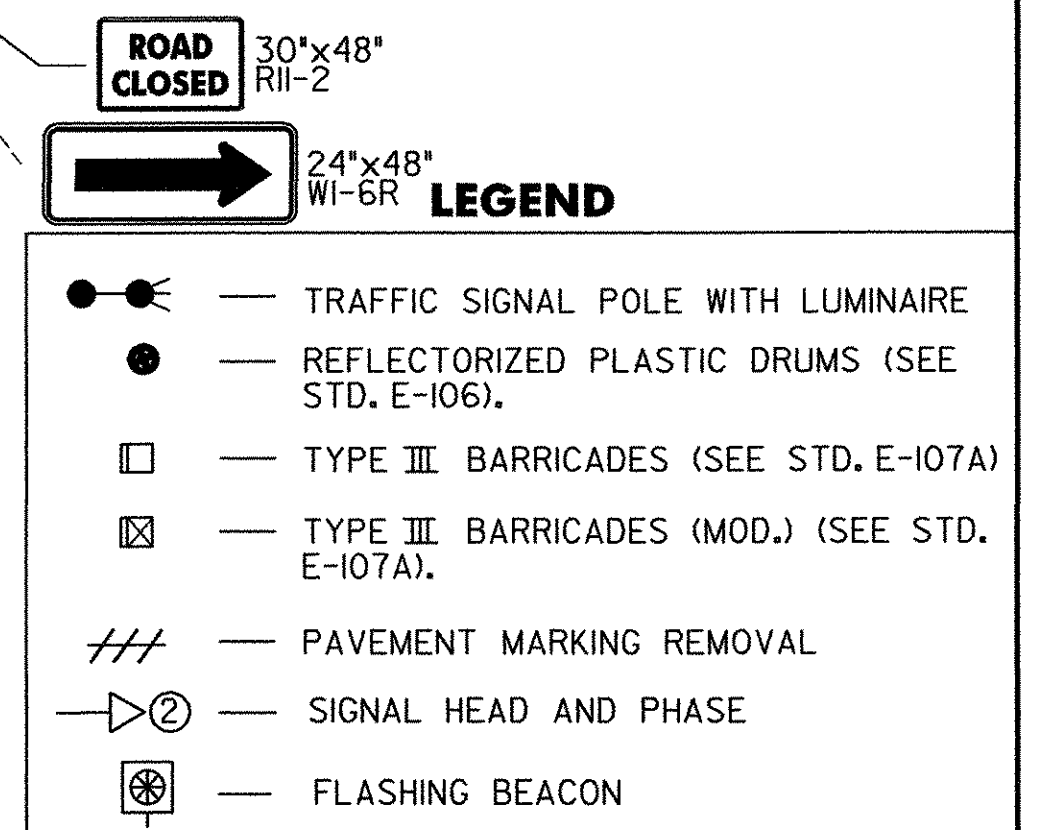 ROAD
CLOSED
30"x48"
R11-2
24"x48"
W1-6R
LEGEND
— TRAFFIC SIGNAL POLE WITH LUMINAIRE
— REFLECTORIZED PLASTIC DRUMS (SEE
STD. E-106).
— TYPE III BARRICADES (SEE STD. E-107A)
— TYPE III BARRICADES (MOD.) (SEE STD.
E-107A).
— PAVEMENT MARKING REMOVAL
2 — SIGNAL HEAD AND PHASE
— FLASHING BEACON